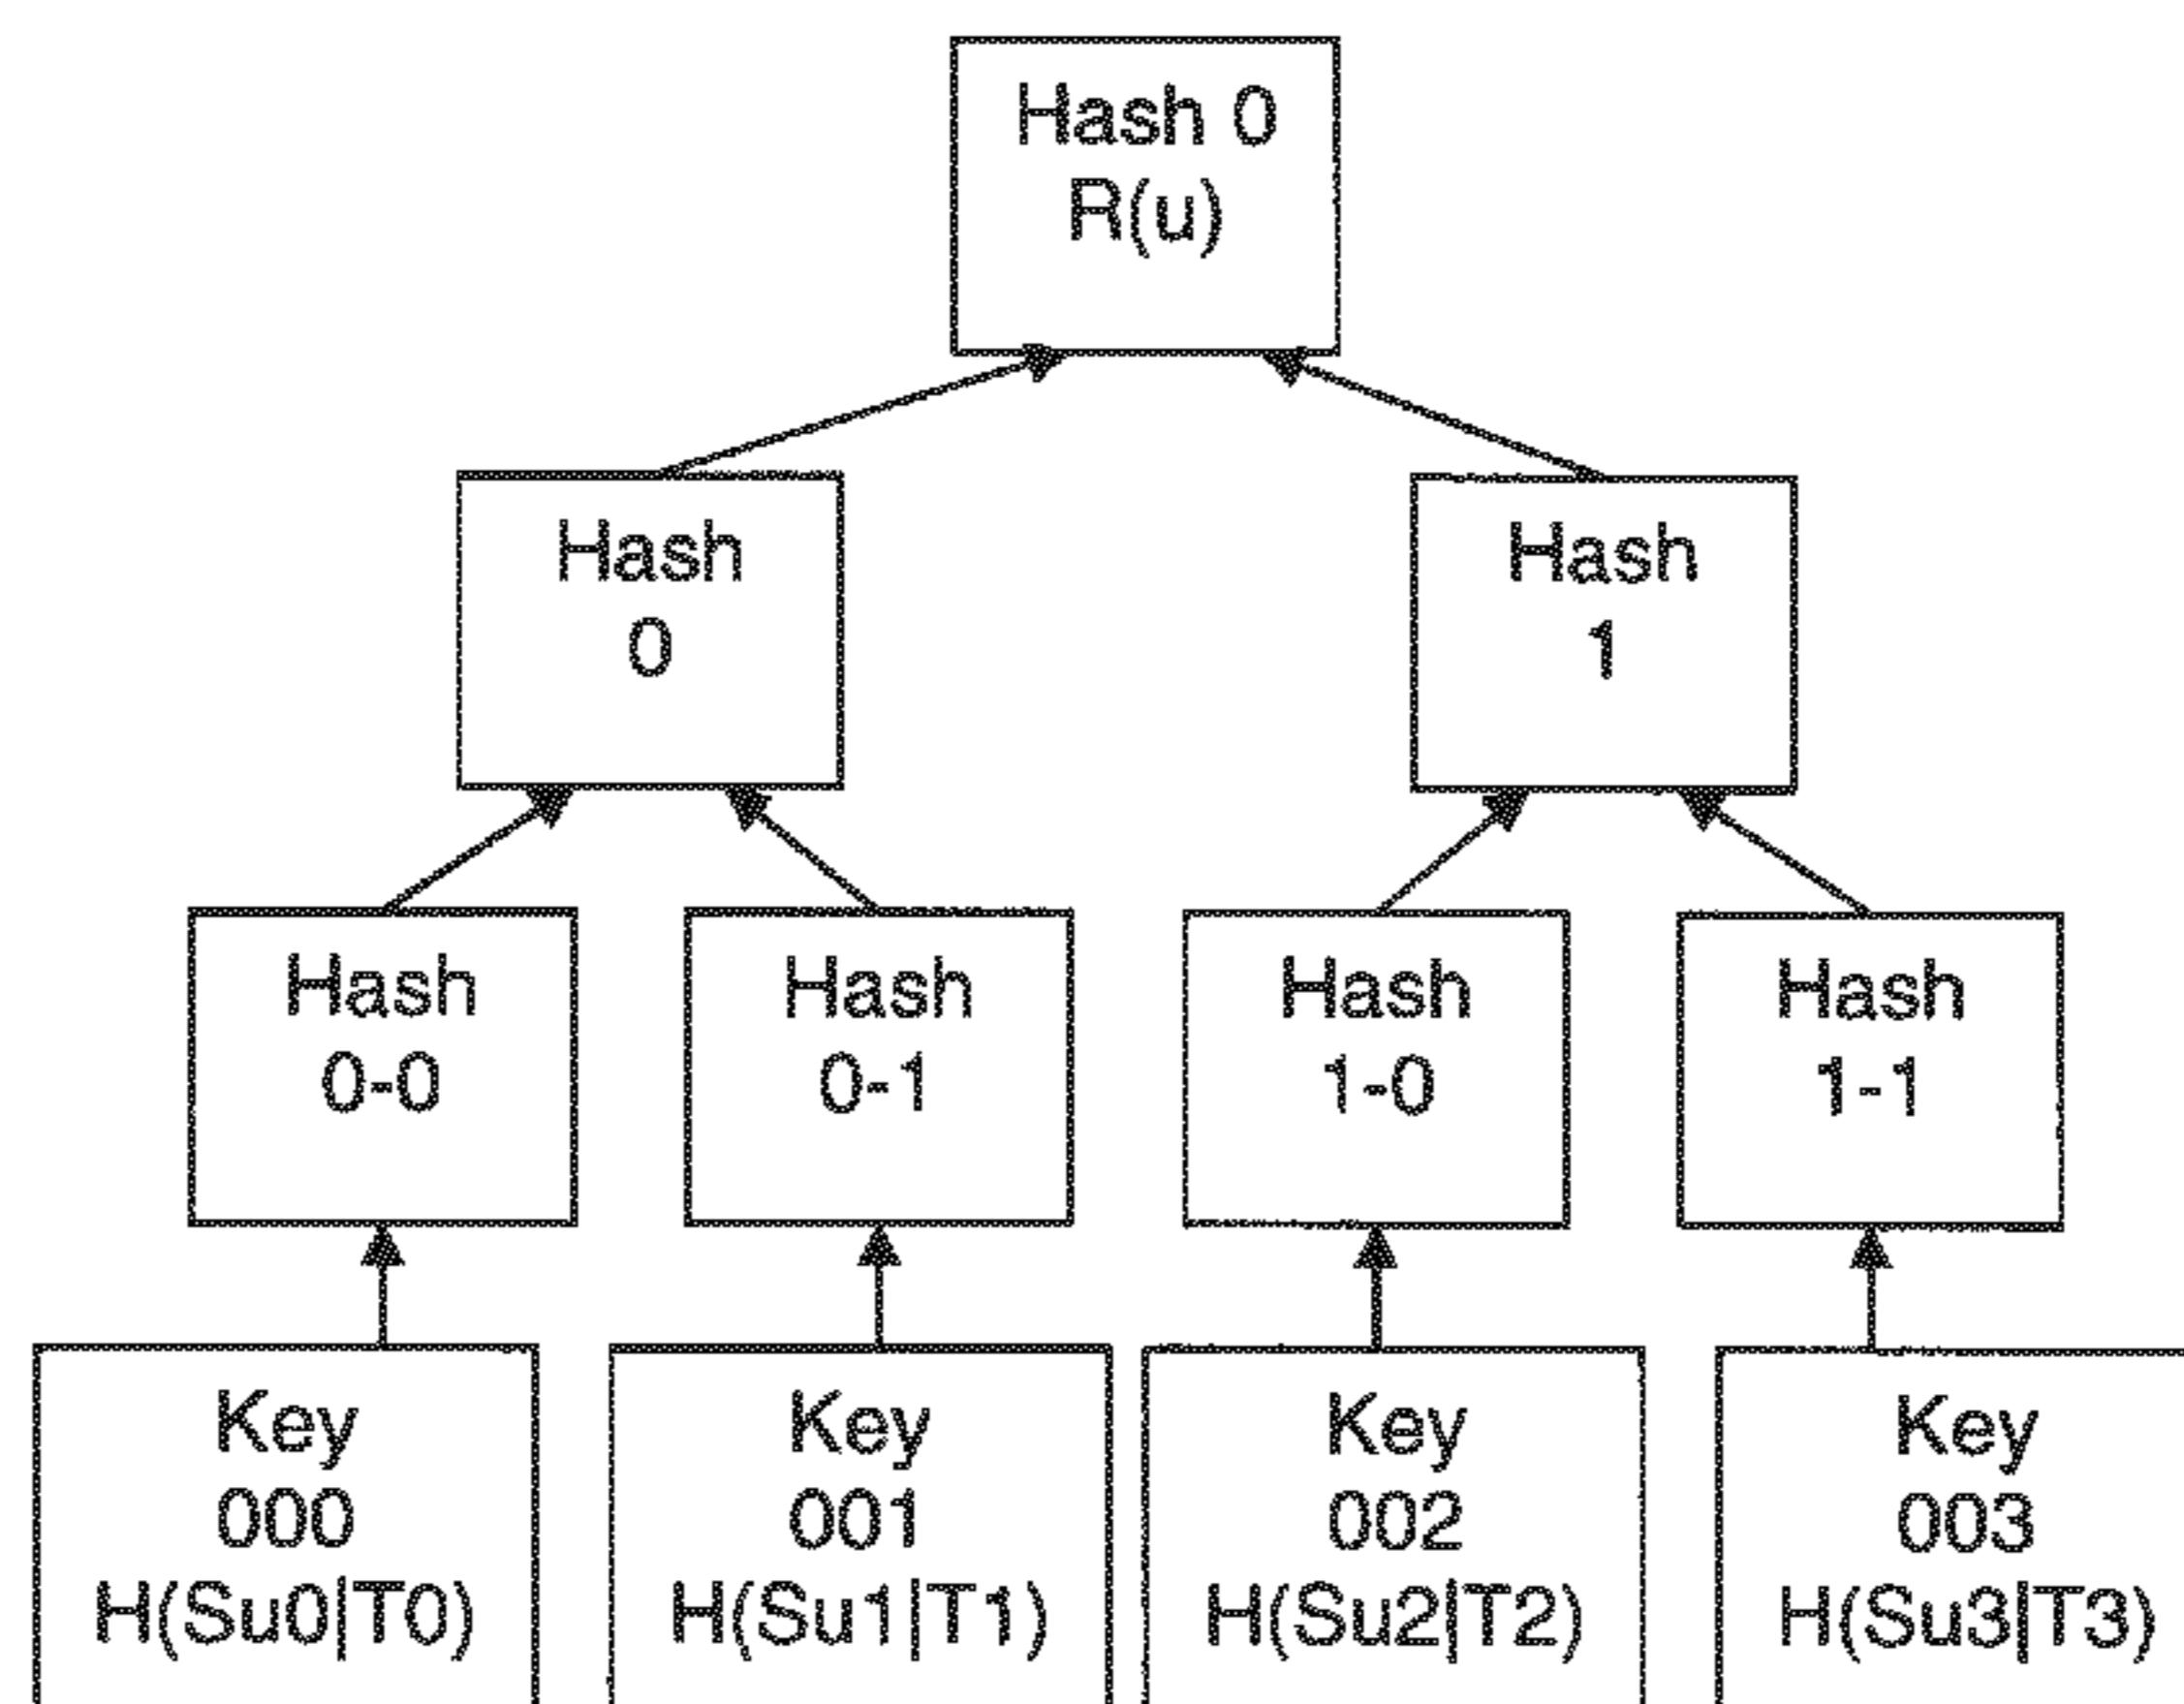 Hash 0
R(u)
Hash
0
Hash
1
Hash
0-0
Hash
0-1
Hash
1-0
Hash
1-1
Key
000
H(Su0|T0)
Key
001
H(Su1|T1)
Key
002
H(Su2|T2)
Key
003
H(Su3|T3)